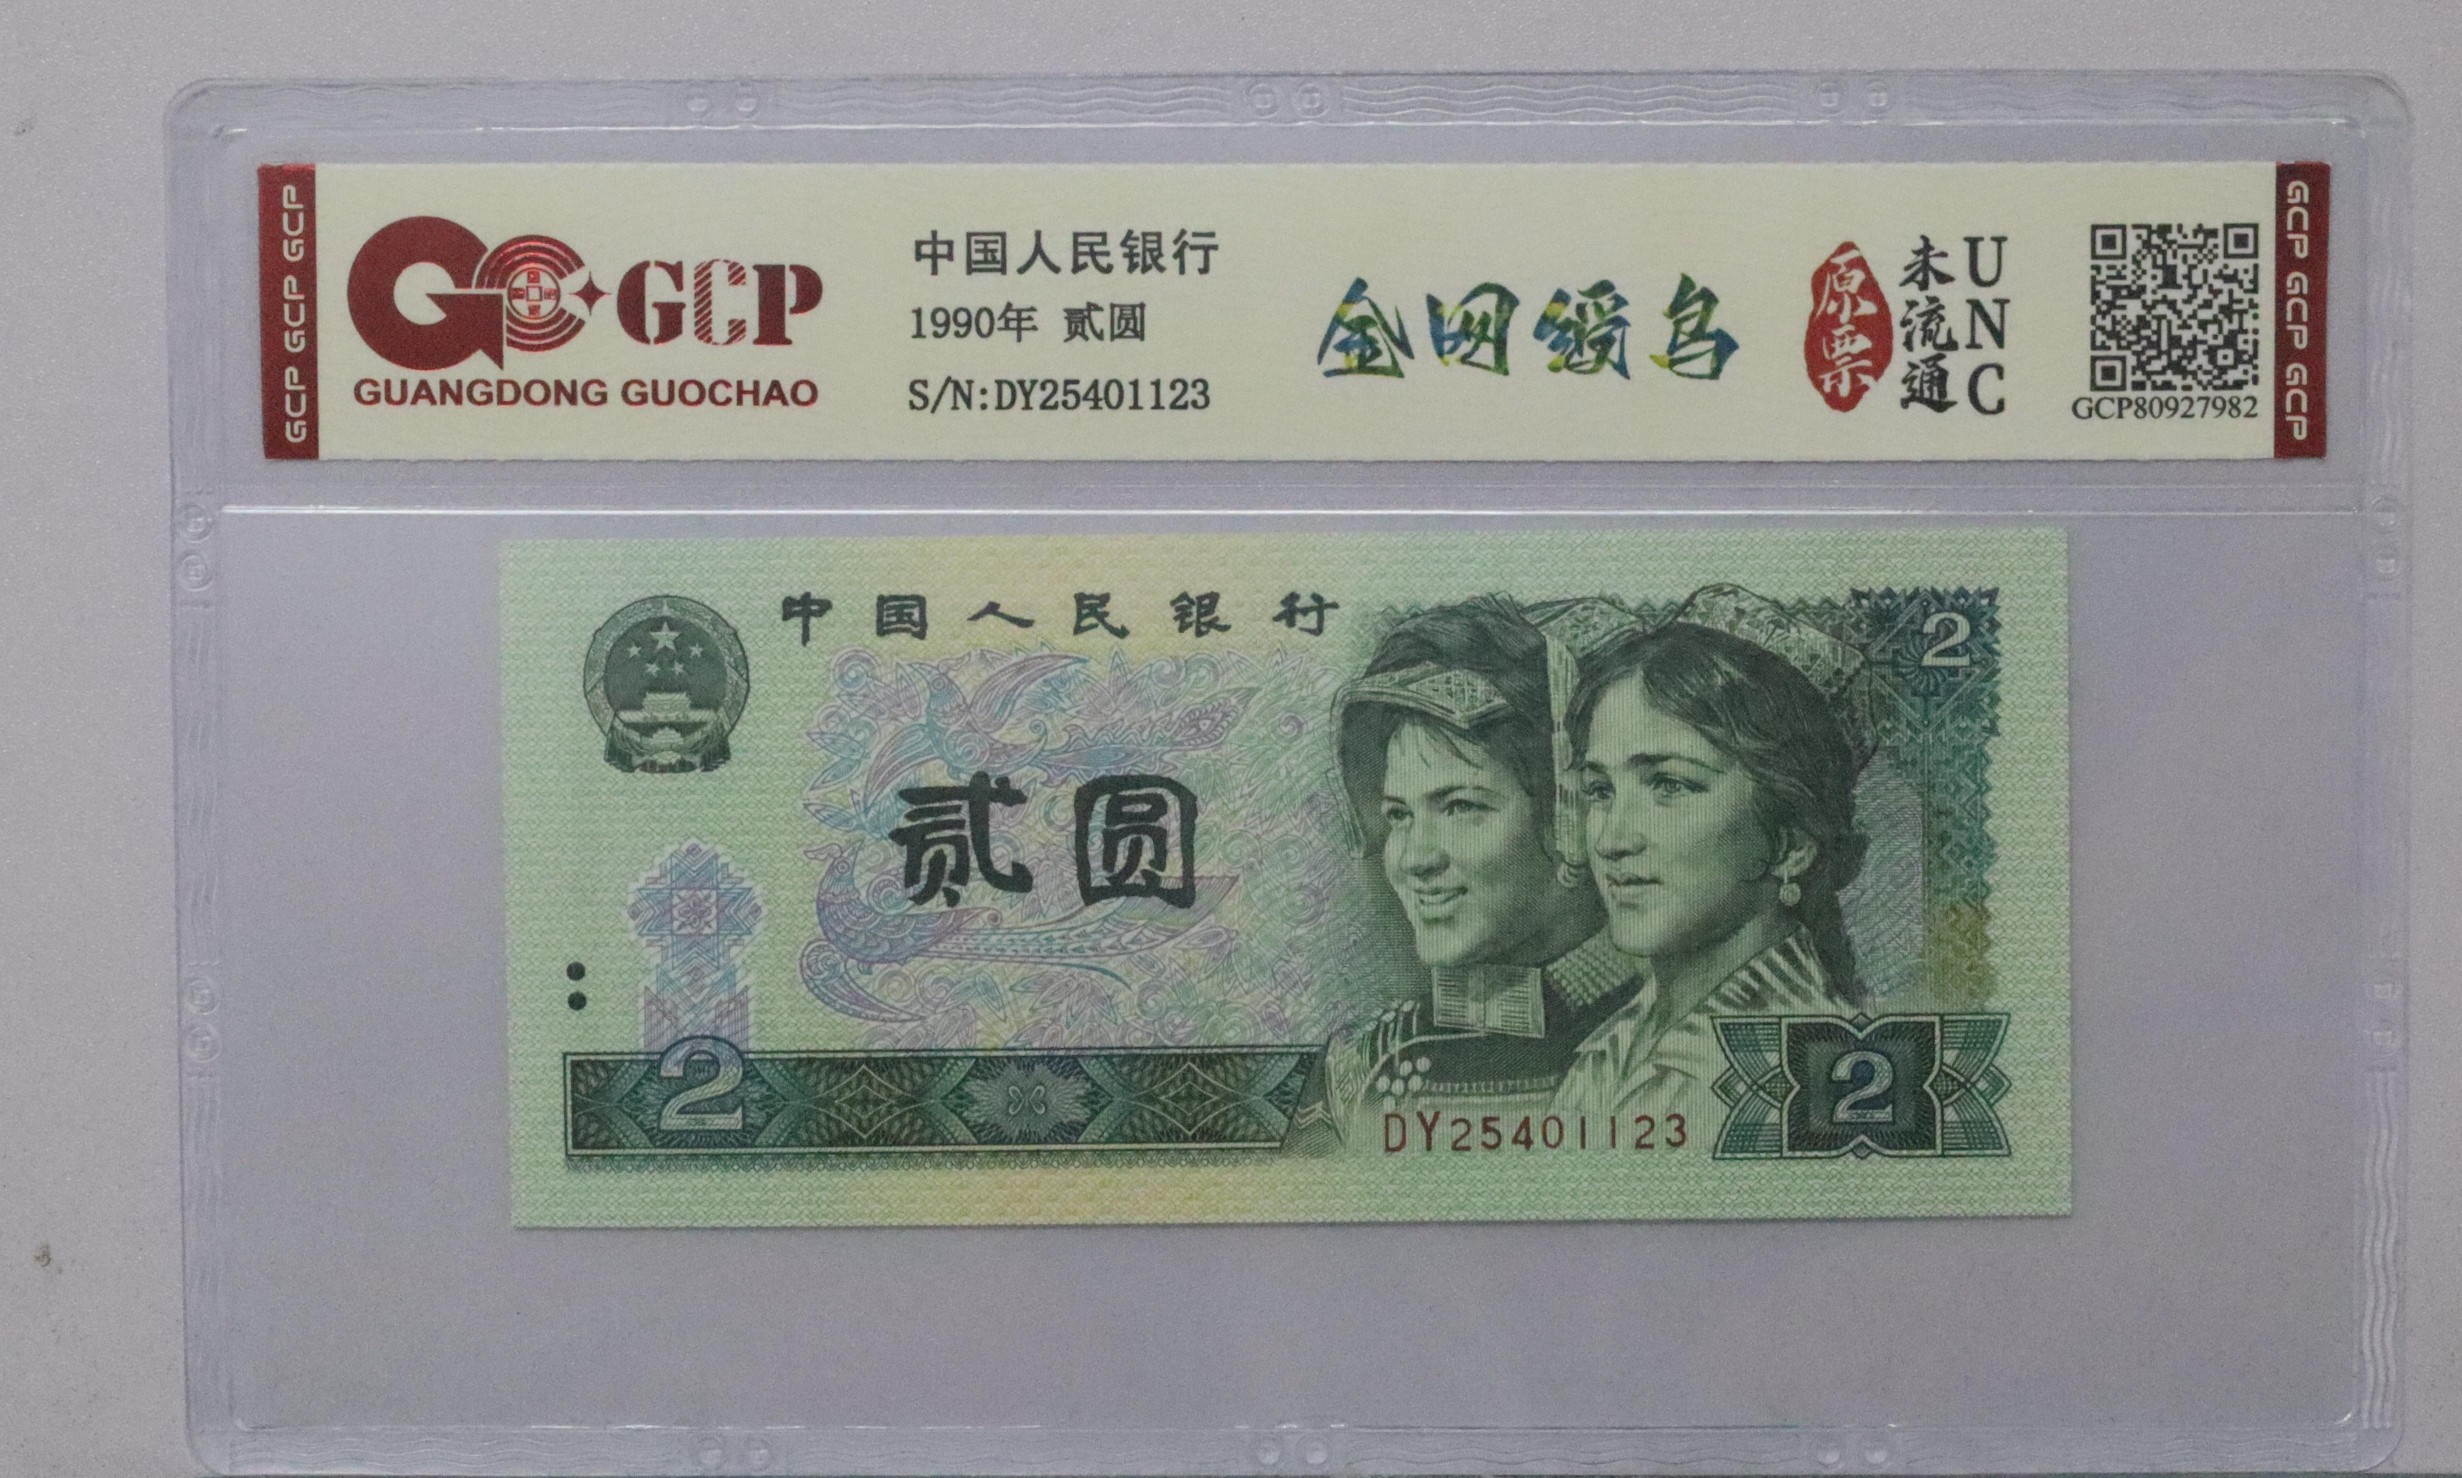 GCP GCP GCP
GCP
GUANGDONG GUOCHAO
中国人民银行
1990年 贰圆
S/N:DY25401123
金网绶鸟
原票
未流通
UNC
GCP80927982
GCP GCP GCP
中国人民银行
2
贰圆
2
DY25401123
2